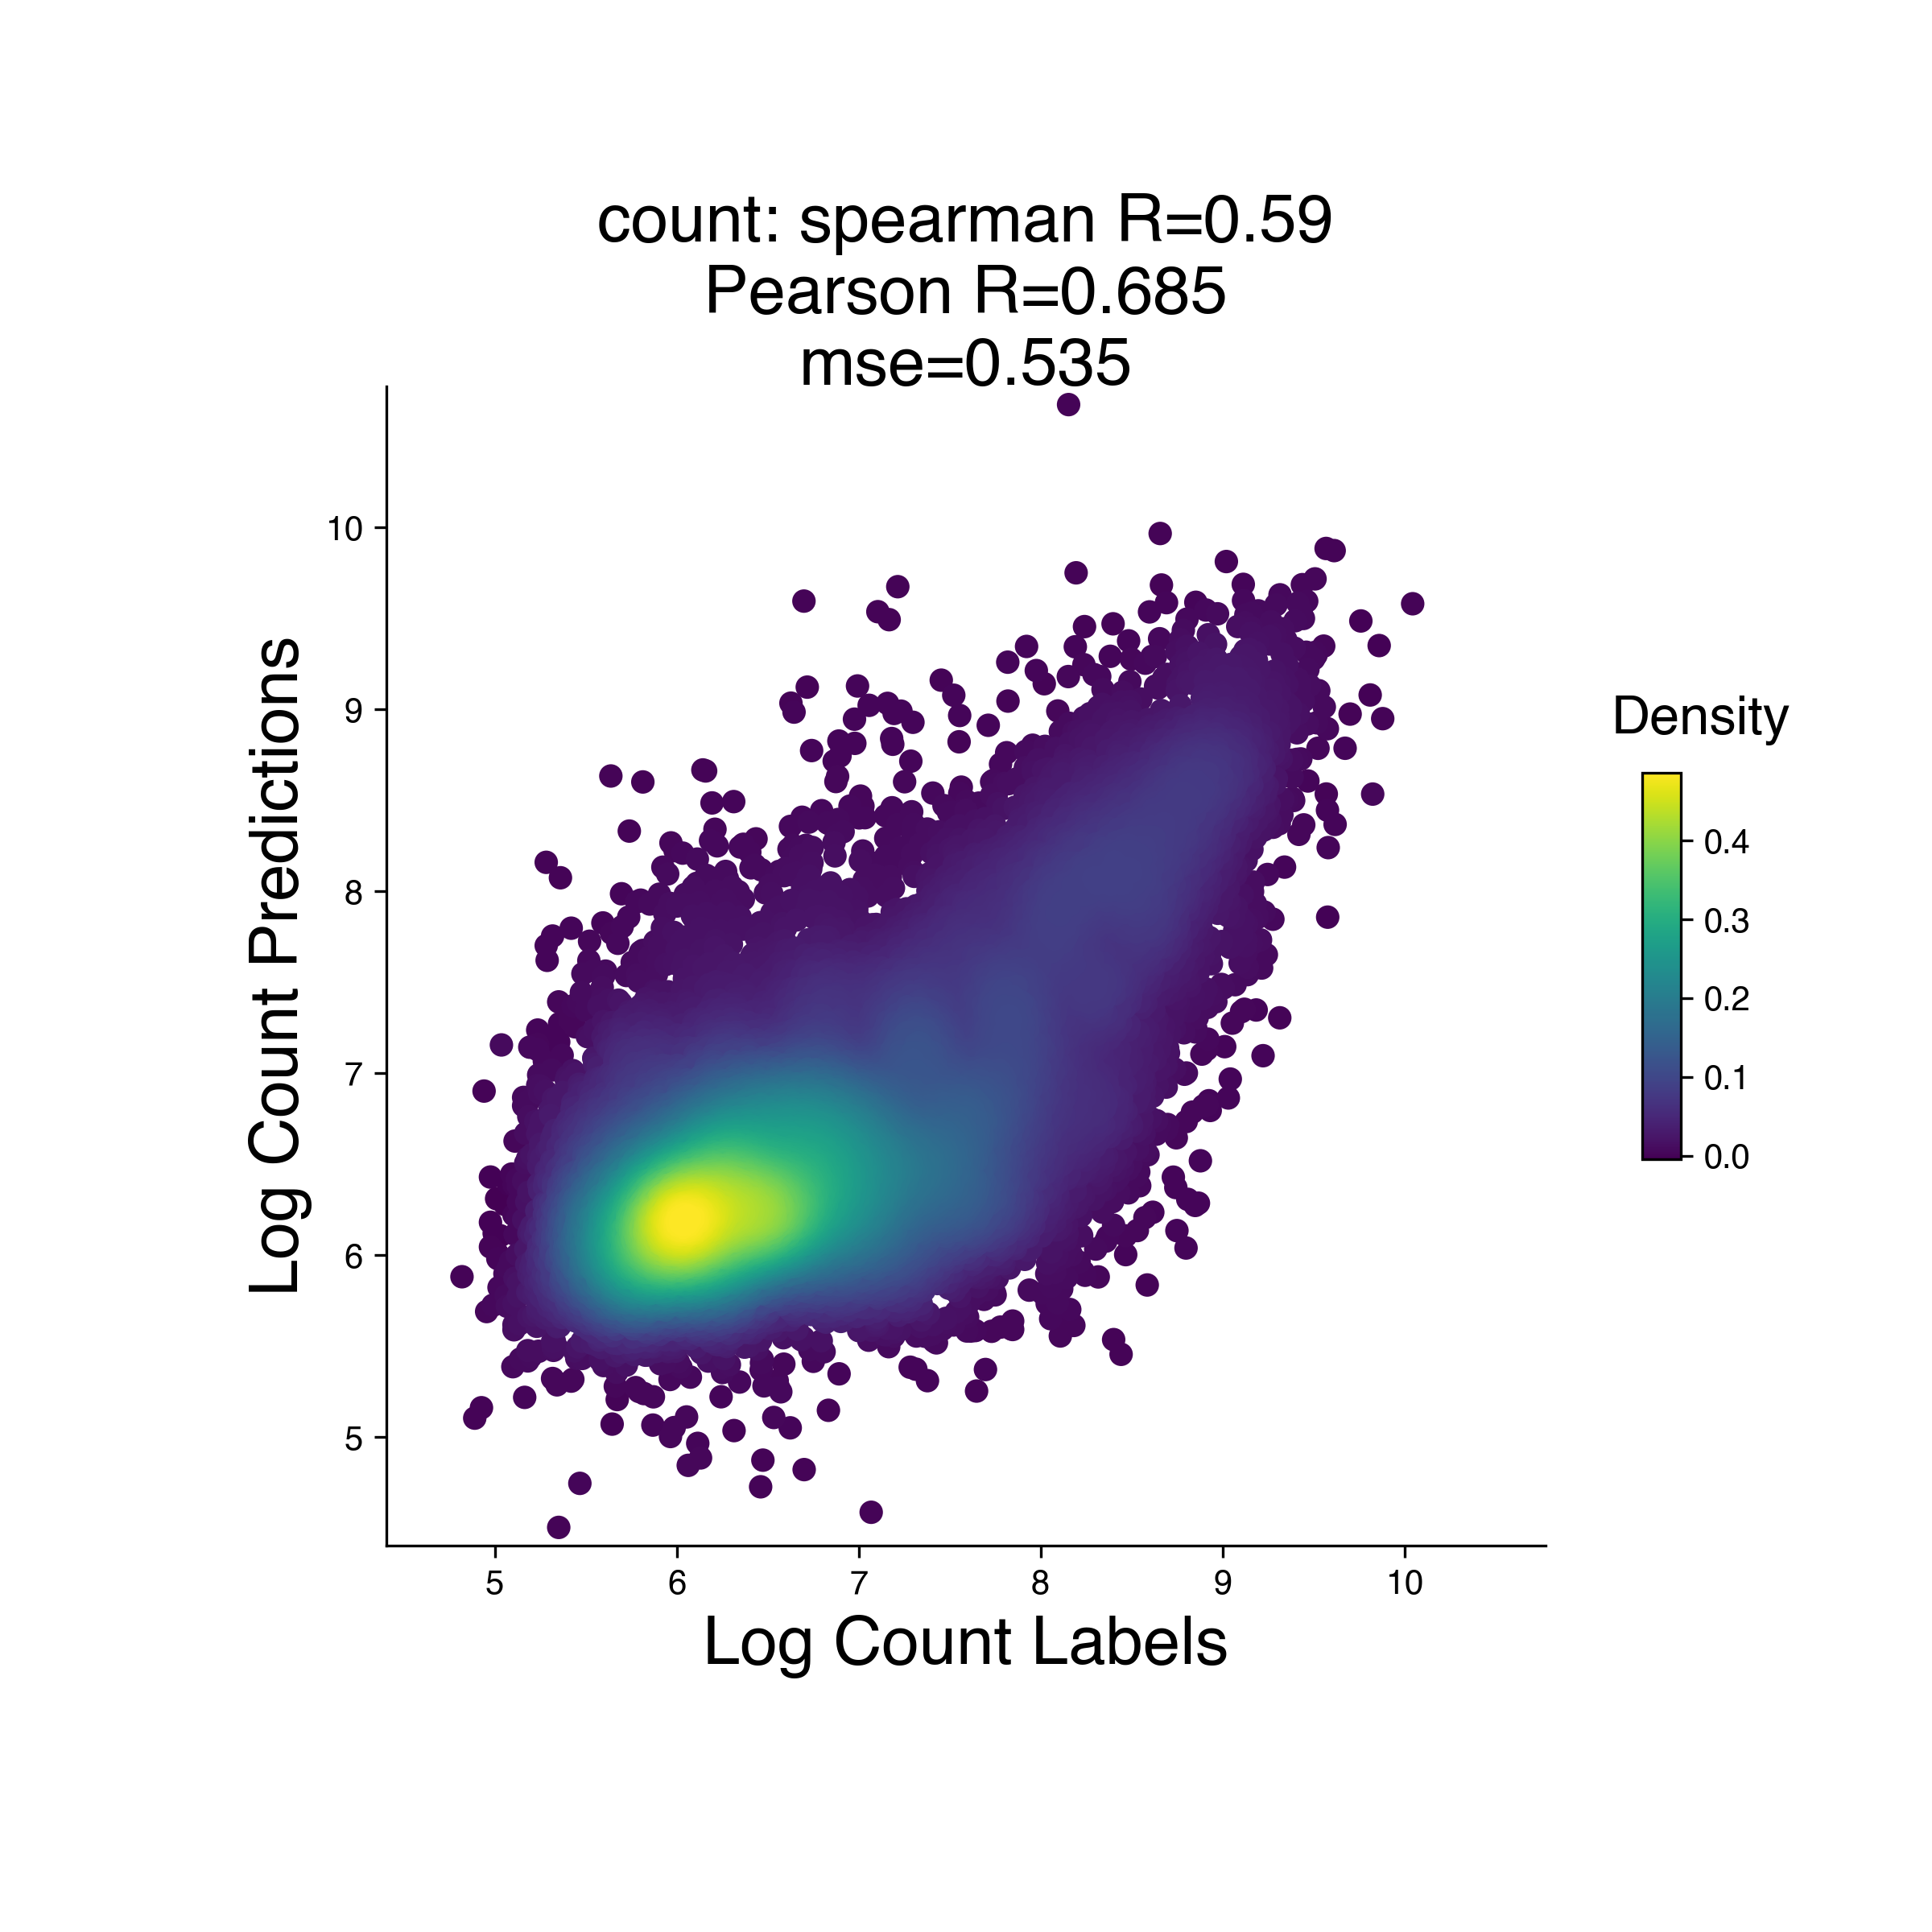 count: spearman R=0.59
Pearson R=0.685
mse=0.535
Log Count Predictions
10
9
8
7
6
5
5 6 7 8 9 10
Log Count Labels
Density
0.4
0.3
0.2
0.1
0.0